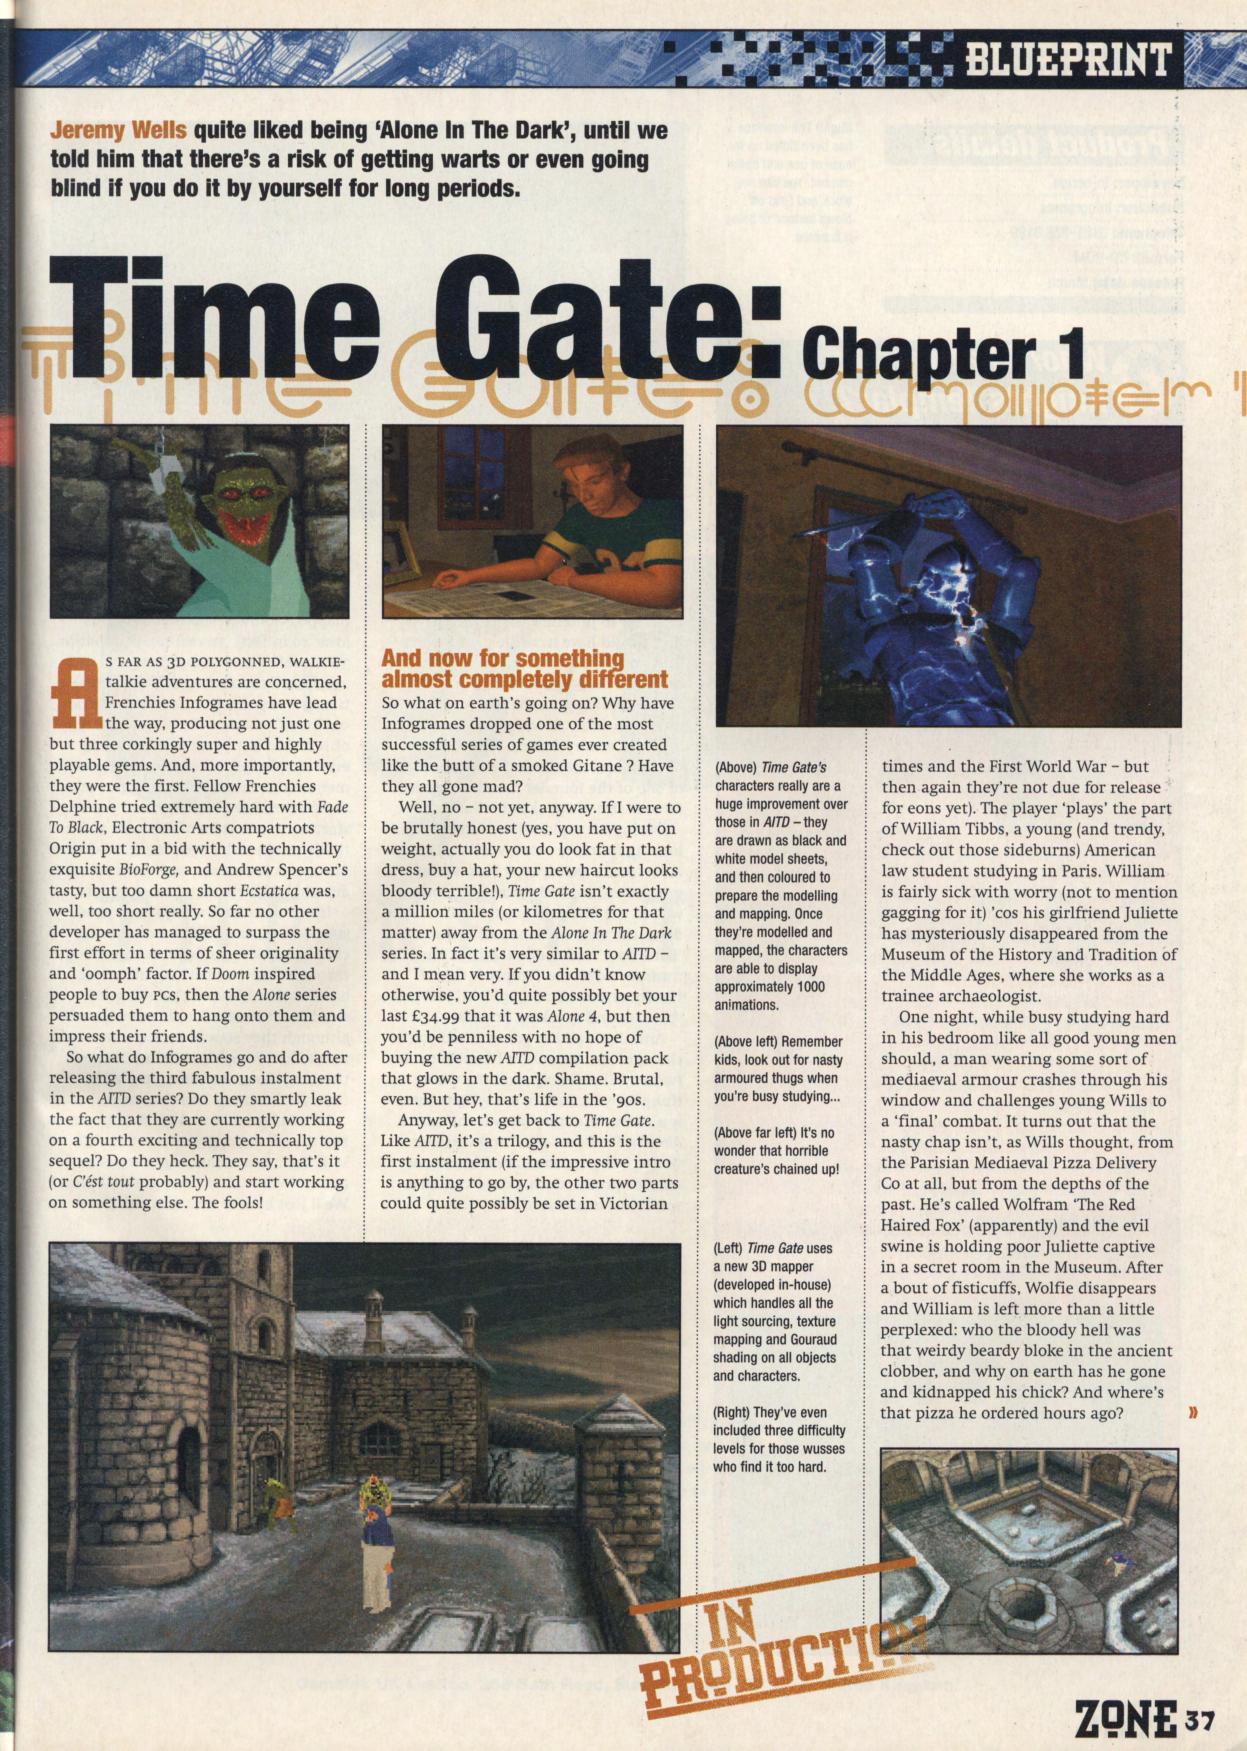 BLUEPRINT
Jeremy Wells quite liked being ‘Alone In The Dark’, until we
told him that there’s a risk of getting warts or even going
blind if you do it by yourself for long periods.
Time Gate: Chapter 1
AS FAR AS 3D POLYGONNED, WALKIE-
talkie adventures are concerned,
Frenchies Infogrames have lead
the way, producing not just one
but three corkingly super and highly
playable gems. And, more importantly,
they were the first. Fellow Frenchies
Delphine tried extremely hard with Fade
To Black, Electronic Arts compatriots
Origin put in a bid with the technically
exquisite BioForge, and Andrew Spencer’s
tasty, but too damn short Ecstatica was,
well, too short really. So far no other
developer has managed to surpass the
first effort in terms of sheer originality
and ‘oomph’ factor. If Doom inspired
people to buy PCs, then the Alone series
persuaded them to hang onto them and
impress their friends.
So what do Infogrames go and do after
releasing the third fabulous instalment
in the AITD series? Do they smartly leak
the fact that they are currently working
on a fourth exciting and technically top
sequel? Do they heck. They say, that’s it
(or C’ést tout probably) and start working
on something else. The fools!
And now for something
almost completely different
So what on earth’s going on? Why have
Infogrames dropped one of the most
successful series of games ever created
like the butt of a smoked Gitane ? Have
they all gone mad?
Well, no – not yet, anyway. If I were to
be brutally honest (yes, you have put on
weight, actually you do look fat in that
dress, buy a hat, your new haircut looks
bloody terrible!), Time Gate isn’t exactly
a million miles (or kilometres for that
matter) away from the Alone In The Dark
series. In fact it’s very similar to AITD –
and I mean very. If you didn’t know
otherwise, you’d quite possibly bet your
last £34.99 that it was Alone 4, but then
you’d be penniless with no hope of
buying the new AITD compilation pack
that glows in the dark. Shame. Brutal,
even. But hey, that’s life in the ’90s.
Anyway, let’s get back to Time Gate.
Like AITD, it’s a trilogy, and this is the
first instalment (if the impressive intro
is anything to go by, the other two parts
could quite possibly be set in Victorian
(Above) Time Gate’s
characters really are a
huge improvement over
those in AITD – they
are drawn as black and
white model sheets,
and then coloured to
prepare the modelling
and mapping. Once
they’re modelled and
mapped, the characters
are able to display
approximately 1000
animations.
(Above left) Remember
kids, look out for nasty
armoured thugs when
you’re busy studying...
(Above far left) It’s no
wonder that horrible
creature’s chained up!
(Left) Time Gate uses
a new 3D mapper
(developed in-house)
which handles all the
light sourcing, texture
mapping and Gouraud
shading on all objects
and characters.
(Right) They’ve even
included three difficulty
levels for those wusses
who find it too hard.
times and the First World War – but
then again they’re not due for release
for eons yet). The player ‘plays’ the part
of William Tibbs, a young (and trendy,
check out those sideburns) American
law student studying in Paris. William
is fairly sick with worry (not to mention
gagging for it) ’cos his girlfriend Juliette
has mysteriously disappeared from the
Museum of the History and Tradition of
the Middle Ages, where she works as a
trainee archaeologist.
One night, while busy studying hard
in his bedroom like all good young men
should, a man wearing some sort of
mediaeval armour crashes through his
window and challenges young Wills to
a ‘final’ combat. It turns out that the
nasty chap isn’t, as Wills thought, from
the Parisian Mediaeval Pizza Delivery
Co at all, but from the depths of the
past. He’s called Wolfram ‘The Red
Haired Fox’ (apparently) and the evil
swine is holding poor Juliette captive
in a secret room in the Museum. After
a bout of fisticuffs, Wolfie disappears
and William is left more than a little
perplexed: who the bloody hell was
that weirdy beardy bloke in the ancient
clobber, and why on earth has he gone
and kidnapped his chick? And where’s
that pizza he ordered hours ago? »
IN
PRODUCTION
ZONE 37